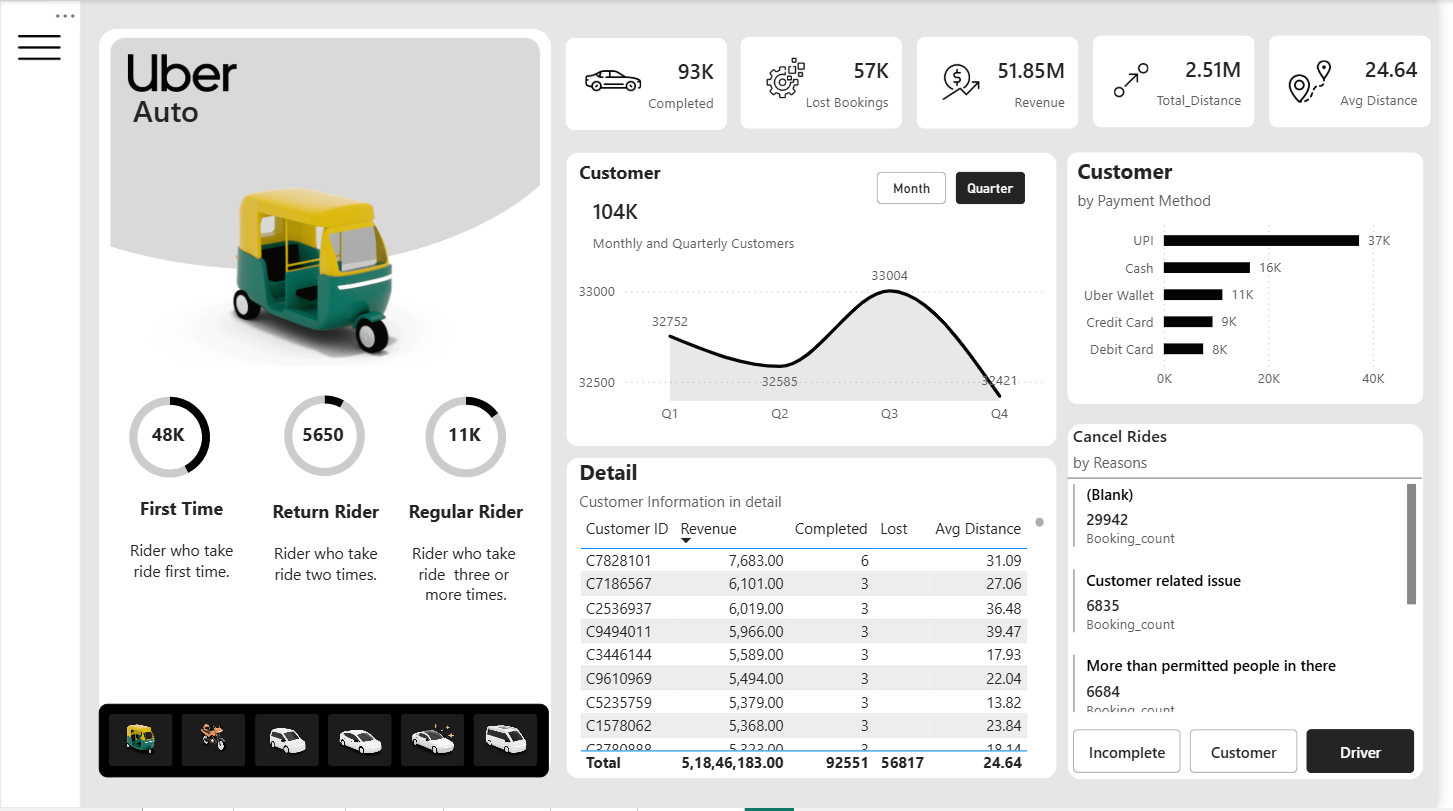 Uber
Auto
93K
Completed
57K
Lost Bookings
51.85M
Revenue
2.51M
Total_Distance
24.64
Avg Distance
Customer
Month
Quarter
104K
Monthly and Quarterly Customers
33000
32500
32752
32585
33004
32421
Q1
Q2
Q3
Q4
Customer
by Payment Method
UPI 37K
Cash 16K
Uber Wallet 11K
Credit Card 9K
Debit Card 8K
0K 20K 40K
48K
5650
11K
First Time
Rider who take
ride first time.
Return Rider
Rider who take
ride two times.
Regular Rider
Rider who take
ride three or
more times.
Detail
Customer Information in detail
Customer ID Revenue Completed Lost Avg Distance
C7828101 7,683.00 6 31.09
C7186567 6,101.00 3 27.06
C2536937 6,019.00 3 36.48
C9494011 5,966.00 3 39.47
C3446144 5,589.00 3 17.93
C9610969 5,494.00 3 22.04
C5235759 5,379.00 3 13.82
C1578062 5,368.00 3 23.84
C3780888 5,323.00 3 18.14
Total 5,18,46,183.00 92551 56817 24.64
Cancel Rides
by Reasons
(Blank)
29942
Booking_count
Customer related issue
6835
Booking_count
More than permitted people in there
6684
Booking_count
Incomplete
Customer
Driver